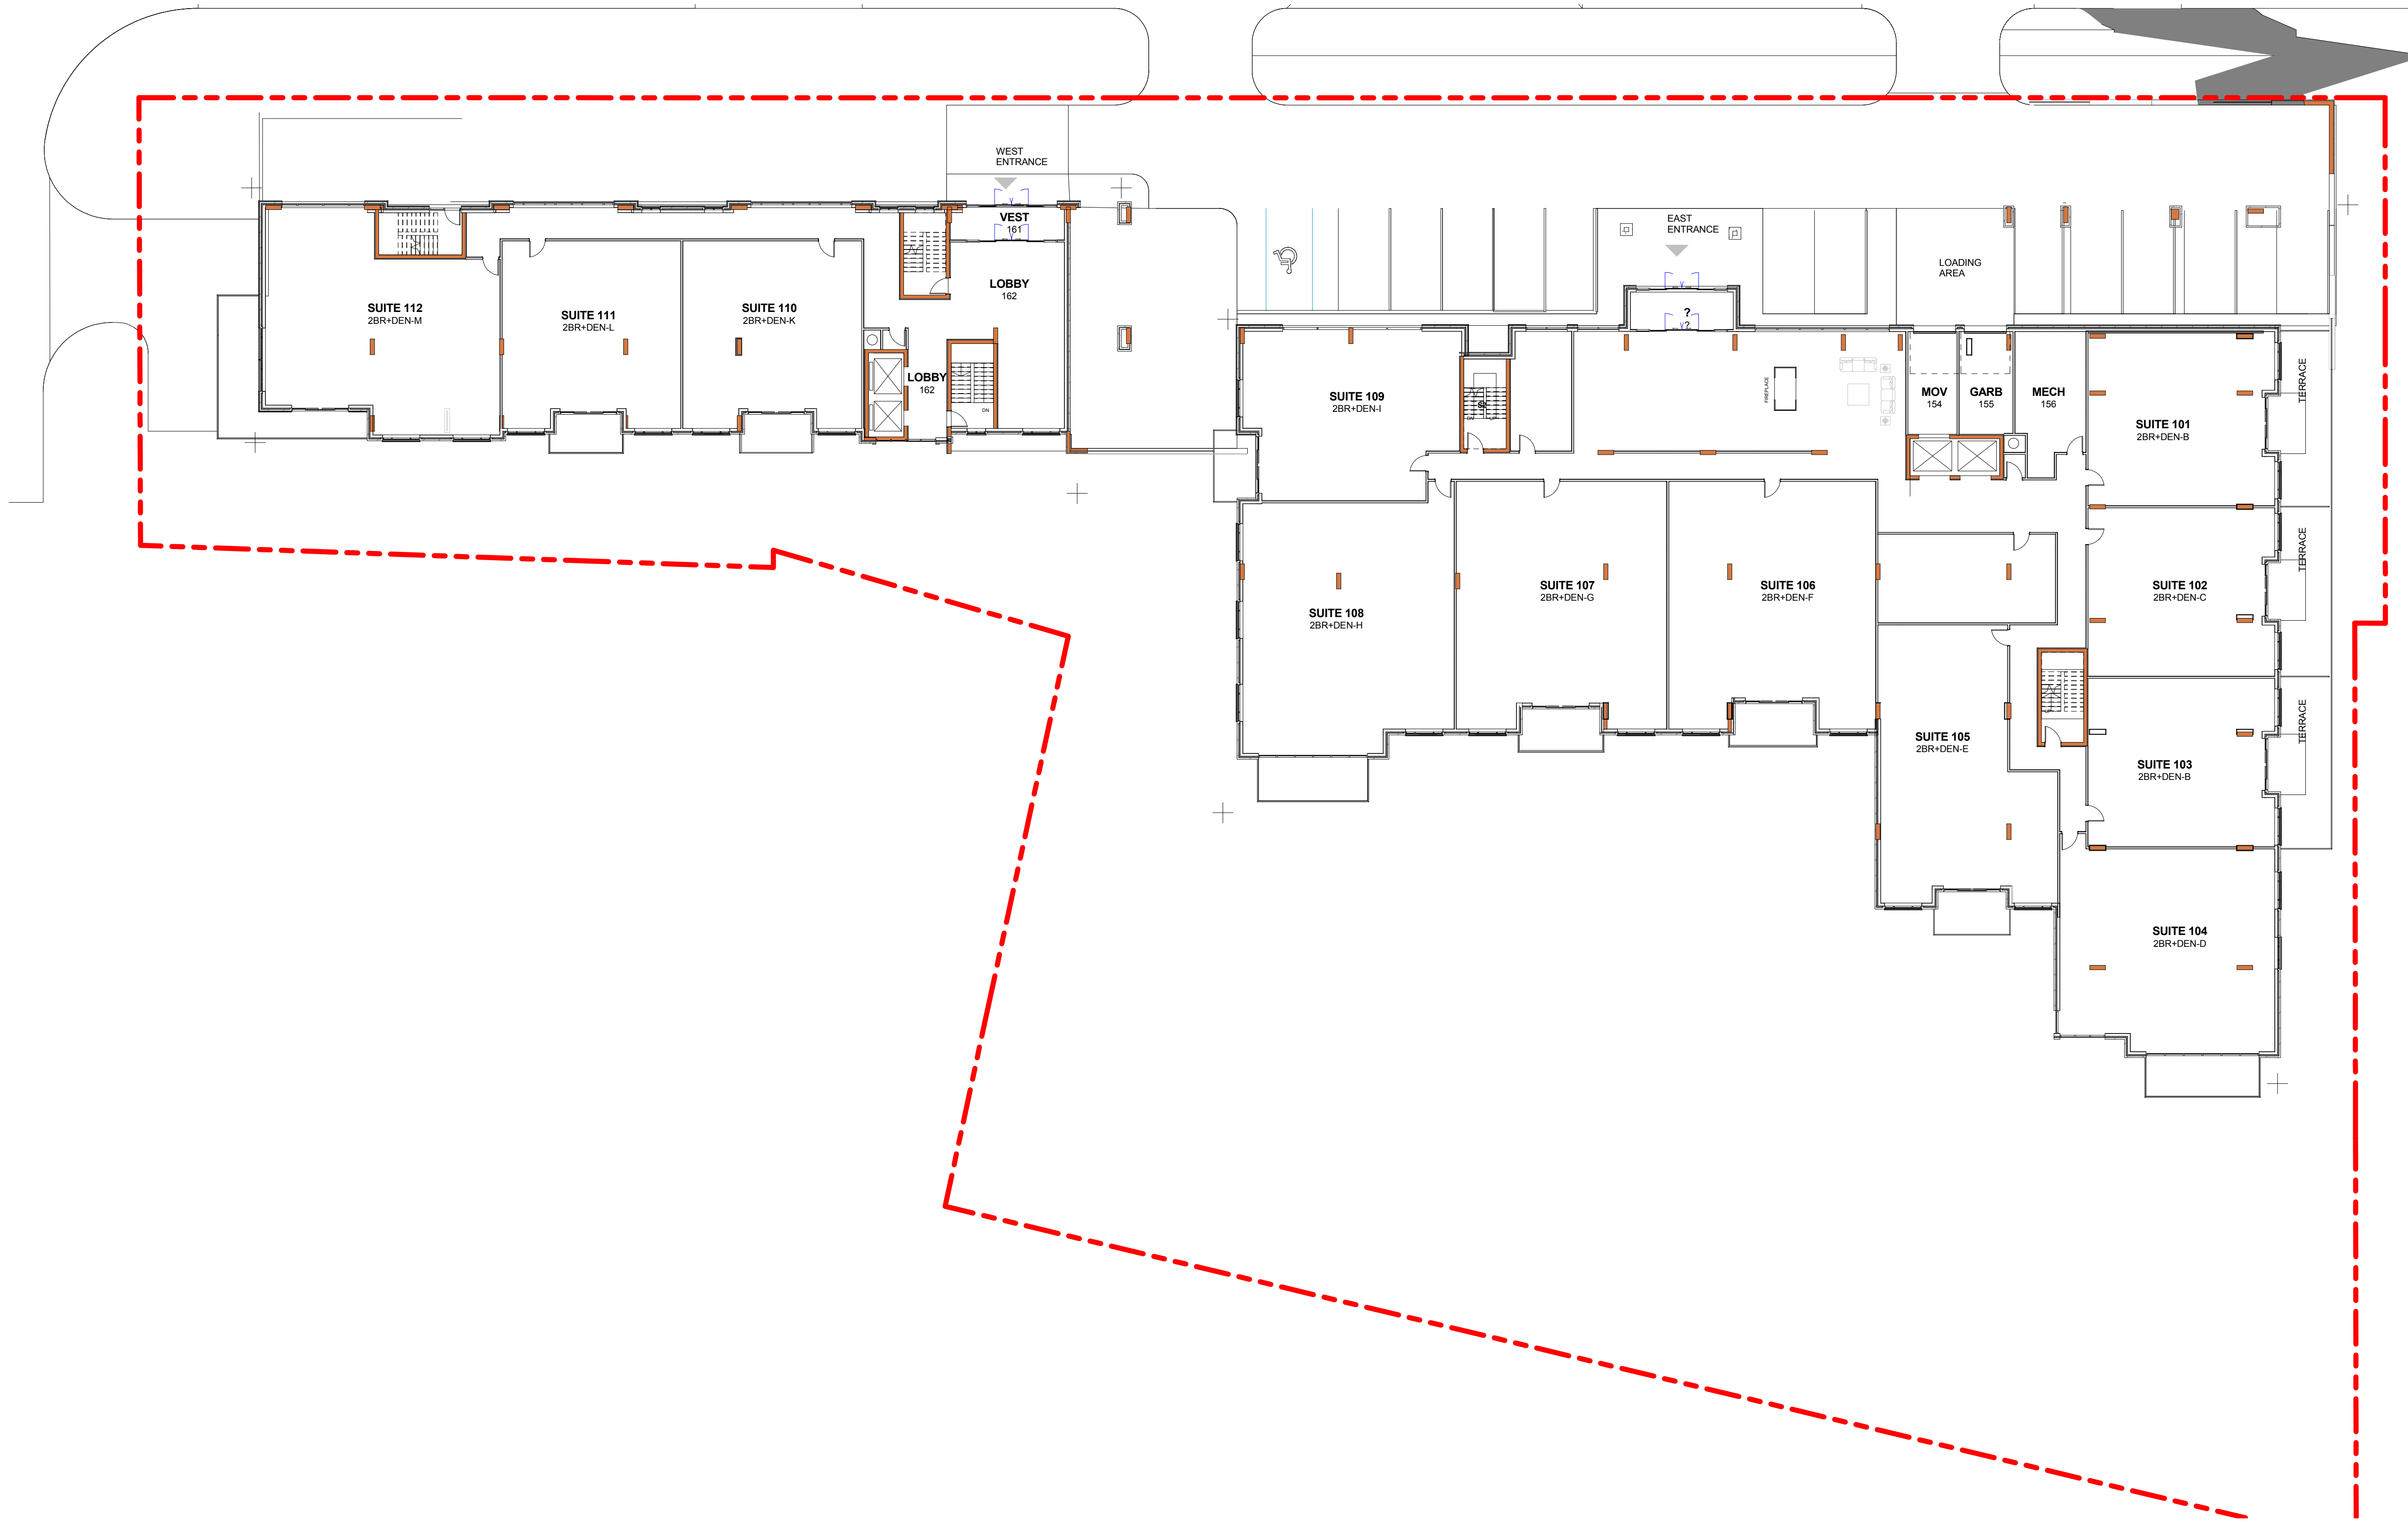 WEST
ENTRANCE
VEST
161
LOBBY
162
SUITE 112
2BR+DEN-M
SUITE 111
2BR+DEN-L
SUITE 110
2BR+DEN-K
LOBBY
162
DN
EAST
ENTRANCE
LOADING
AREA
?
?
SUITE 109
2BR+DEN-I
S2
FIREPLACE
MOV
154
GARB
155
MECH
156
SUITE 101
2BR+DEN-B
TERRACE
SUITE 108
2BR+DEN-H
SUITE 107
2BR+DEN-G
SUITE 106
2BR+DEN-F
SUITE 102
2BR+DEN-C
TERRACE
SUITE 105
2BR+DEN-E
SUITE 103
2BR+DEN-B
TERRACE
SUITE 104
2BR+DEN-D